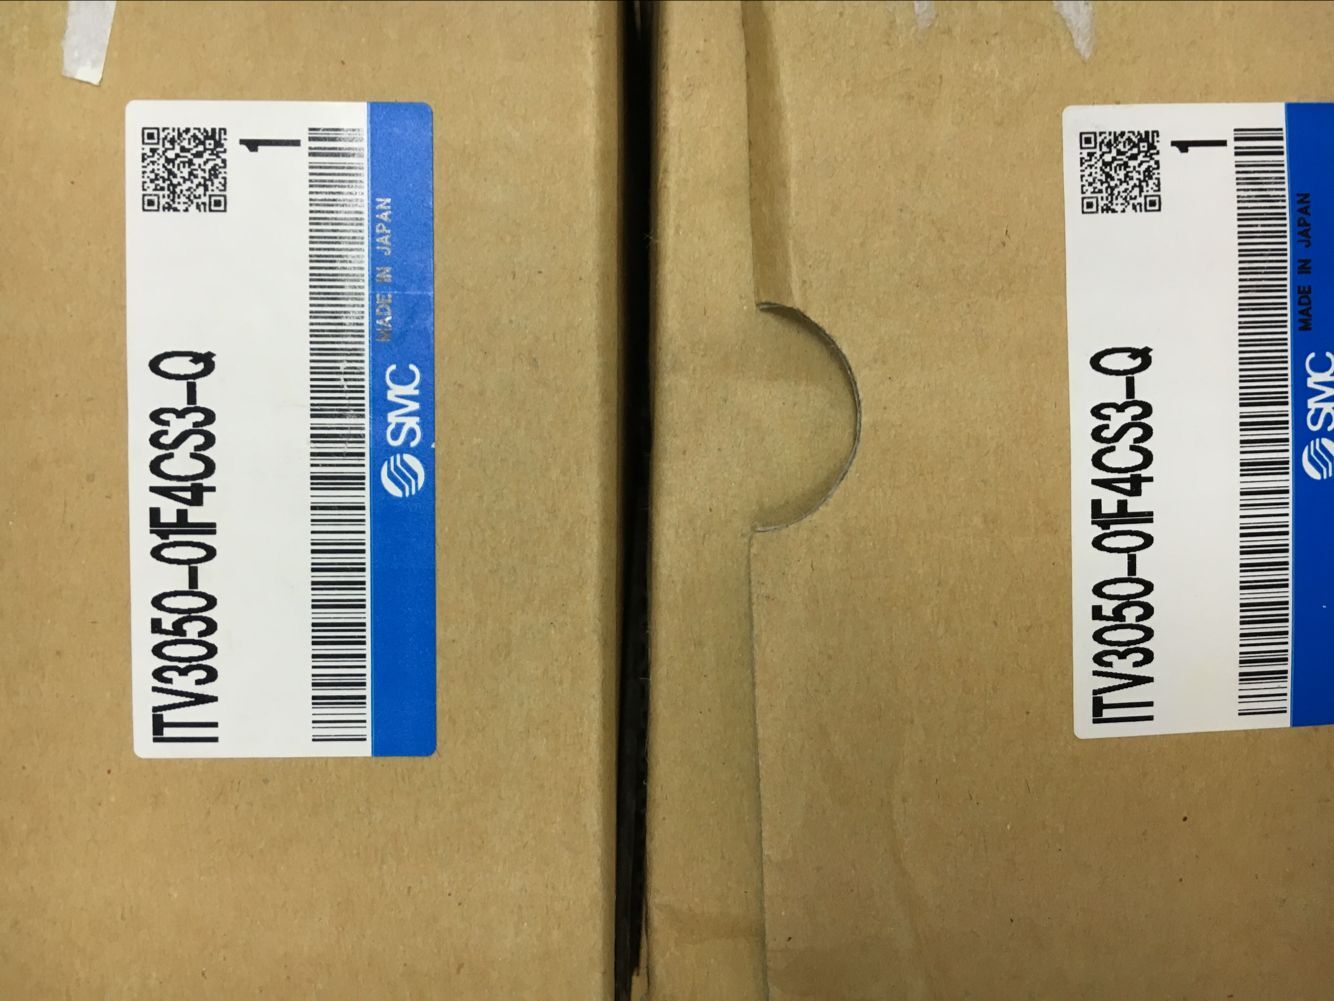 ITV3050-01F4CS3-Q
1
SMC
MADE IN JAPAN
ITV3050-01F4CS3-Q
1
SMC
MADE IN JAPAN